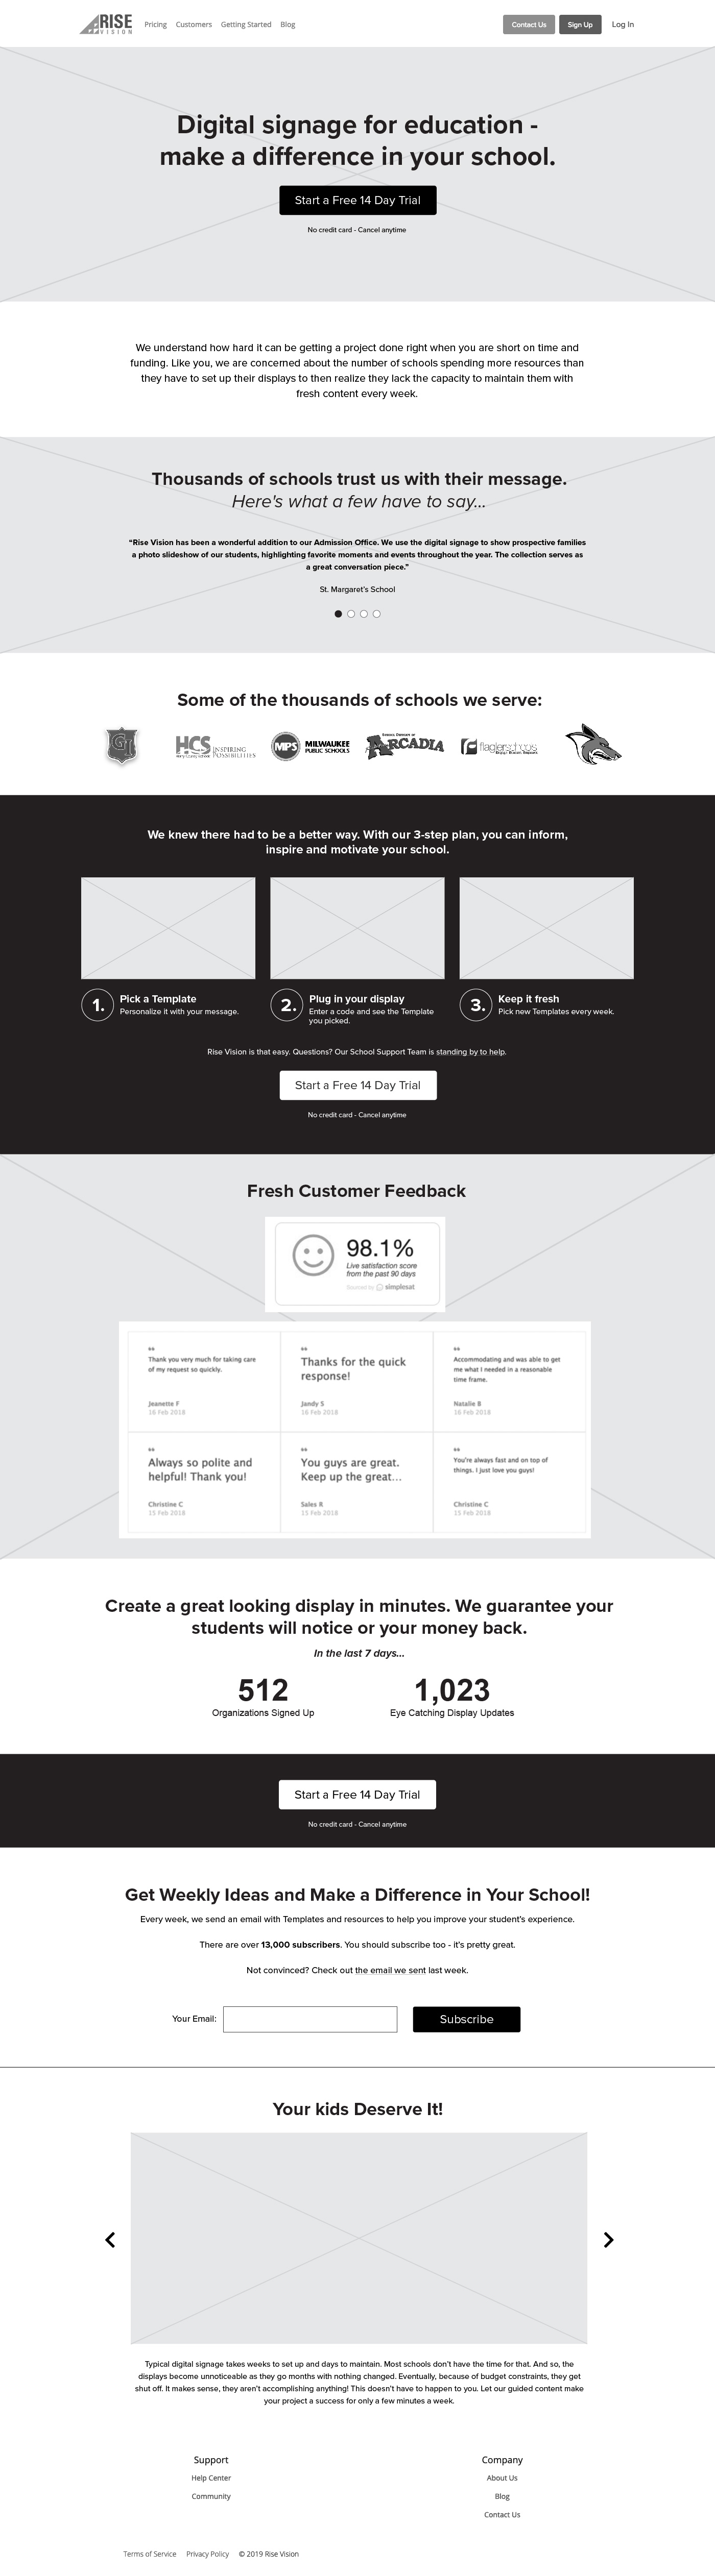 RISE
VISION
Pricing Customers Getting Started Blog
Contact Us Sign Up Log In
Digital signage for education -
make a difference in your school.
Start a Free 14 Day Trial
No credit card - Cancel anytime
We understand how hard it can be getting a project done right when you are short on time and
funding. Like you, we are concerned about the number of schools spending more resources than
they have to set up their displays to then realize they lack the capacity to maintain them with
fresh content every week.
Thousands of schools trust us with their message.
Here's what a few have to say...
“Rise Vision has been a wonderful addition to our Admission Office. We use the digital signage to show prospective families
a photo slideshow of our students, highlighting favorite moments and events throughout the year. The collection serves as
a great conversation piece.”
St. Margaret’s School
Some of the thousands of schools we serve:
GI
HCS INSPIRING
POSSIBILITIES
MPS MILWAUKEE
PUBLIC SCHOOLS
ARCADIA
flaglerschools
We knew there had to be a better way. With our 3-step plan, you can inform,
inspire and motivate your school.
1. Pick a Template
Personalize it with your message.
2. Plug in your display
Enter a code and see the Template
you picked.
3. Keep it fresh
Pick new Templates every week.
Rise Vision is that easy. Questions? Our School Support Team is standing by to help.
Start a Free 14 Day Trial
No credit card - Cancel anytime
Fresh Customer Feedback
98.1%
Live satisfaction score
from the past 90 days
Sourced by simplesat
“
Thank you very much for taking care
of my request so quickly.
Jeanette F
16 Feb 2018
“
Thanks for the quick
response!
Jandy S
16 Feb 2018
“
Accommodating and was able to get
me what I needed in a reasonable
time frame.
Natalie B
16 Feb 2018
“
Always so polite and
helpful! Thank you!
Christine C
15 Feb 2018
“
You guys are great.
Keep up the great...
Sales R
15 Feb 2018
“
You're always fast and on top of
things. I just love you guys!
Christine C
15 Feb 2018
Create a great looking display in minutes. We guarantee your
students will notice or your money back.
In the last 7 days...
512
Organizations Signed Up
1,023
Eye Catching Display Updates
Start a Free 14 Day Trial
No credit card - Cancel anytime
Get Weekly Ideas and Make a Difference in Your School!
Every week, we send an email with Templates and resources to help you improve your student’s experience.
There are over 13,000 subscribers. You should subscribe too - it’s pretty great.
Not convinced? Check out the email we sent last week.
Your Email: Subscribe
Your kids Deserve It!
Typical digital signage takes weeks to set up and days to maintain. Most schools don’t have the time for that. And so, the
displays become unnoticeable as they go months with nothing changed. Eventually, because of budget constraints, they get
shut off. It makes sense, they aren’t accomplishing anything! This doesn’t have to happen to you. Let our guided content make
your project a success for only a few minutes a week.
Support
Help Center
Community
Company
About Us
Blog
Contact Us
Terms of Service Privacy Policy © 2019 Rise Vision